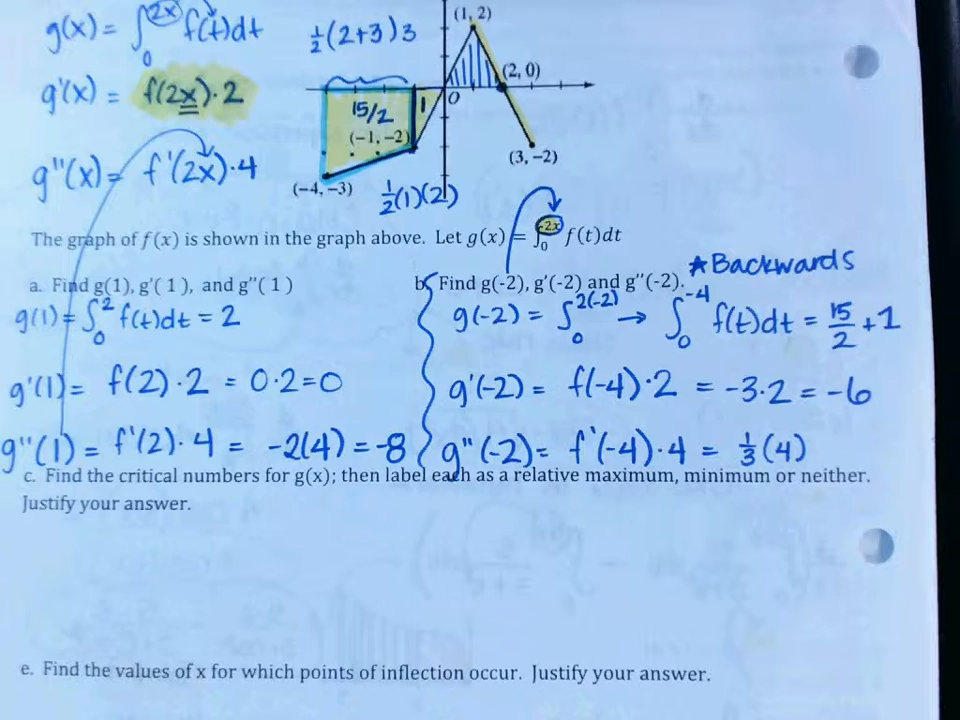 g(x) = ∫₀^2x f(t)dt
½(2+3)3
(1, 2)
g'(x) = f(2x)·2
(2, 0)
O
15/2
1
(-1, -2)
g''(x) = f'(2x)·4
(3, -2)
(-4, -3)
½(1)(2)
The graph of f(x) is shown in the graph above. Let g(x) = ∫₀^2x f(t)dt
★Backwards
a. Find g(1), g'( 1 ), and g''( 1 )
b. Find g(-2), g'(-2) and g''(-2).
g(1) = ∫₀^2 f(t)dt = 2
g(-2) = ∫₀^2(-2) → ∫₀^-4 f(t)dt = 15/2 + 1
g'(1) = f(2)·2 = 0·2=0
g'(-2) = f(-4)·2 = -3·2 = -6
g''(1) = f'(2)·4 = -2(4) = -8
g''(-2) = f'(-4)·4 = ⅓(4)
c. Find the critical numbers for g(x); then label each as a relative maximum, minimum or neither.
Justify your answer.
e. Find the values of x for which points of inflection occur. Justify your answer.